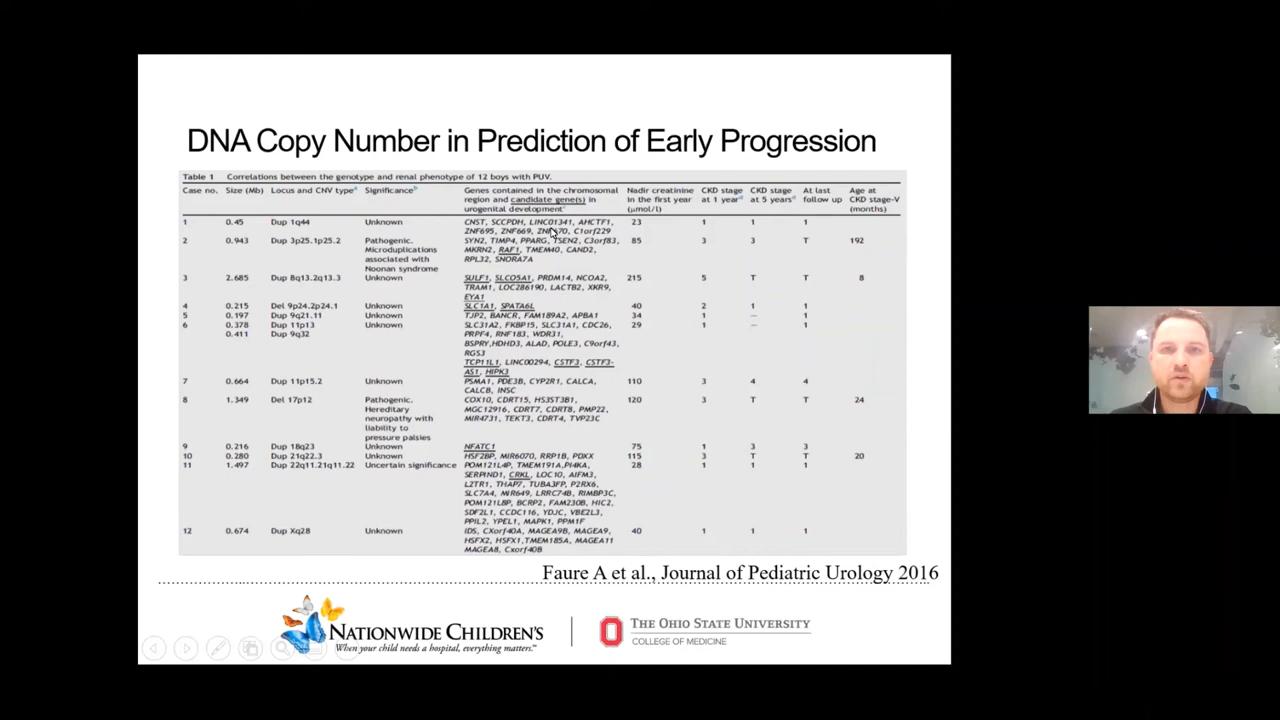 DNA Copy Number in Prediction of Early Progression
Table 1 Correlations between the genotype and renal phenotype of 12 boys with PUV.
Case no. Size (Mb) Locus and CNV typeᵃ Significanceᵇ Genes contained in the chromosomal region and candidate gene(s) in urogenital developmentᶜ Nadir creatinine in the first year (μmol/l) CKD stage at 1 yearᵈ CKD stage at 5 yearsᵈ At last follow up Age at CKD stage-V (months)
1 0.45 Dup 1q44 Unknown CNST, SCCPDH, LINC01341, AHCTF1, 23 1 1 1
ZNF695, ZNF669, C1orf229
2 0.943 Dup 3p25.1p25.2 Pathogenic. SYN2, TIMP4, PPARG, TSEN2, C3orf83, 85 3 3 T 192
Microduplications MKRN2, RAF1, TMEM40, CAND2,
associated with RPL32, SNORA7A
Noonan syndrome
3 2.685 Dup 8q13.2q13.3 Unknown SULF1, SLCO5A1, PRDM14, NCOA2, 215 5 T T 8
TRAM1, LOC286190, LACTB2, XKR9,
EYA1
4 0.215 Del 9p24.2p24.1 Unknown SLC1A1, SPATA6L 40 2 1 1
5 0.197 Dup 9q21.11 Unknown TJP2, BANCR, FAM189A2, APBA1 34 1 – 1
6 0.378 Dup 11p13 Unknown SLC31A2, FKBP15, SLC31A1, CDC26, 29 1 – 1
0.411 Dup 9q32 PRPF4, RNF183, WDR31,
BSPRY,HDHD3, ALAD, POLE3, C9orf43,
RGS3
TCP11L1, LINC00294, CSTF3, CSTF3-
AS1, HIPK3
7 0.664 Dup 11p15.2 Unknown PSMA1, PDE3B, CYP2R1, CALCA, 110 3 4 4
CALCB, INSC
8 1.349 Del 17p12 Pathogenic. COX10, CDRT15, HS3ST3B1, 120 3 T T 24
Hereditary MGC12916, CDRT7, CDRT8, PMP22,
neuropathy with MIR4731, TEKT3, CDRT4, TVP23C
liability to
pressure palsies
9 0.216 Dup 18q23 Unknown NFATC1 75 1 3 3
10 0.280 Dup 21q22.3 Unknown HSF2BP, MIR6070, RRP1B, PDXK 115 3 T T 20
11 1.497 Dup 22q11.21q11.22 Uncertain significance POM121L4P, TMEM191A,PI4KA, 28 1 1 1
SERPIND1, CRKL, LOC10, AIFM3,
LZTR1, THAP7, TUBA3FP, P2RX6,
SLC7A4, MIR649, LRRC74B, RIMBP3C,
POM121L8P, BCRP2, FAM230B, HIC2,
SDF2L1, CCDC116, YDJC, VBE2L3,
PPIL2, YPEL1, MAPK1, PPM1F
12 0.674 Dup Xq28 Unknown IDS, CXorf40A, MAGEA9B, MAGEA9, 40 1 1 1
HSFX2, HSFX1,TMEM185A, MAGEA11
MAGEA8, Cxorf40B
Faure A et al., Journal of Pediatric Urology 2016
NATIONWIDE CHILDREN'S
When your child needs a hospital, everything matters.™
THE OHIO STATE UNIVERSITY
COLLEGE OF MEDICINE